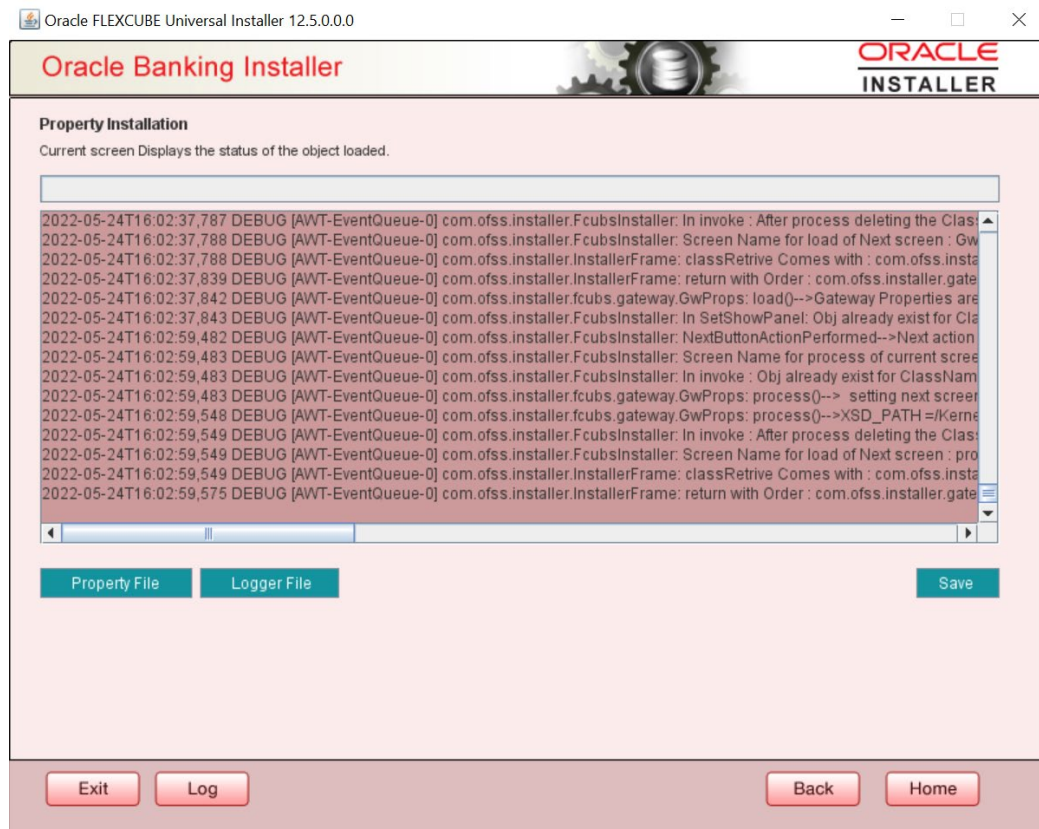 Oracle FLEXCUBE Universal Installer 12.5.0.0.0
Oracle Banking Installer
ORACLE
INSTALLER
Property Installation
Current screen Displays the status of the object loaded.
2022-05-24T16:02:37,787 DEBUG [AWT-EventQueue-0] com.ofss.installer.FcubsInstaller: In invoke : After process deleting the Clas
2022-05-24T16:02:37,788 DEBUG [AWT-EventQueue-0] com.ofss.installer.FcubsInstaller: Screen Name for load of Next screen : Gw
2022-05-24T16:02:37,788 DEBUG [AWT-EventQueue-0] com.ofss.installer.InstallerFrame: classRetrive Comes with : com.ofss.insta
2022-05-24T16:02:37,839 DEBUG [AWT-EventQueue-0] com.ofss.installer.InstallerFrame: return with Order : com.ofss.installer.gate
2022-05-24T16:02:37,842 DEBUG [AWT-EventQueue-0] com.ofss.installer.fcubs.gateway.GwProps: load()-->Gateway Properties are
2022-05-24T16:02:37,843 DEBUG [AWT-EventQueue-0] com.ofss.installer.FcubsInstaller: In SetShowPanel: Obj already exist for Cla
2022-05-24T16:02:59,482 DEBUG [AWT-EventQueue-0] com.ofss.installer.FcubsInstaller: NextButtonActionPerformed-->Next action
2022-05-24T16:02:59,483 DEBUG [AWT-EventQueue-0] com.ofss.installer.FcubsInstaller: Screen Name for process of current scree
2022-05-24T16:02:59,483 DEBUG [AWT-EventQueue-0] com.ofss.installer.FcubsInstaller: In invoke : Obj already exist for ClassNam
2022-05-24T16:02:59,483 DEBUG [AWT-EventQueue-0] com.ofss.installer.fcubs.gateway.GwProps: process()--> setting next screen
2022-05-24T16:02:59,548 DEBUG [AWT-EventQueue-0] com.ofss.installer.fcubs.gateway.GwProps: process()-->XSD_PATH =/Kerne
2022-05-24T16:02:59,549 DEBUG [AWT-EventQueue-0] com.ofss.installer.FcubsInstaller: In invoke : After process deleting the Clas
2022-05-24T16:02:59,549 DEBUG [AWT-EventQueue-0] com.ofss.installer.FcubsInstaller: Screen Name for load of Next screen : pro
2022-05-24T16:02:59,549 DEBUG [AWT-EventQueue-0] com.ofss.installer.InstallerFrame: classRetrive Comes with : com.ofss.insta
2022-05-24T16:02:59,575 DEBUG [AWT-EventQueue-0] com.ofss.installer.InstallerFrame: return with Order : com.ofss.installer.gate
Property File Logger File Save
Exit Log Back Home